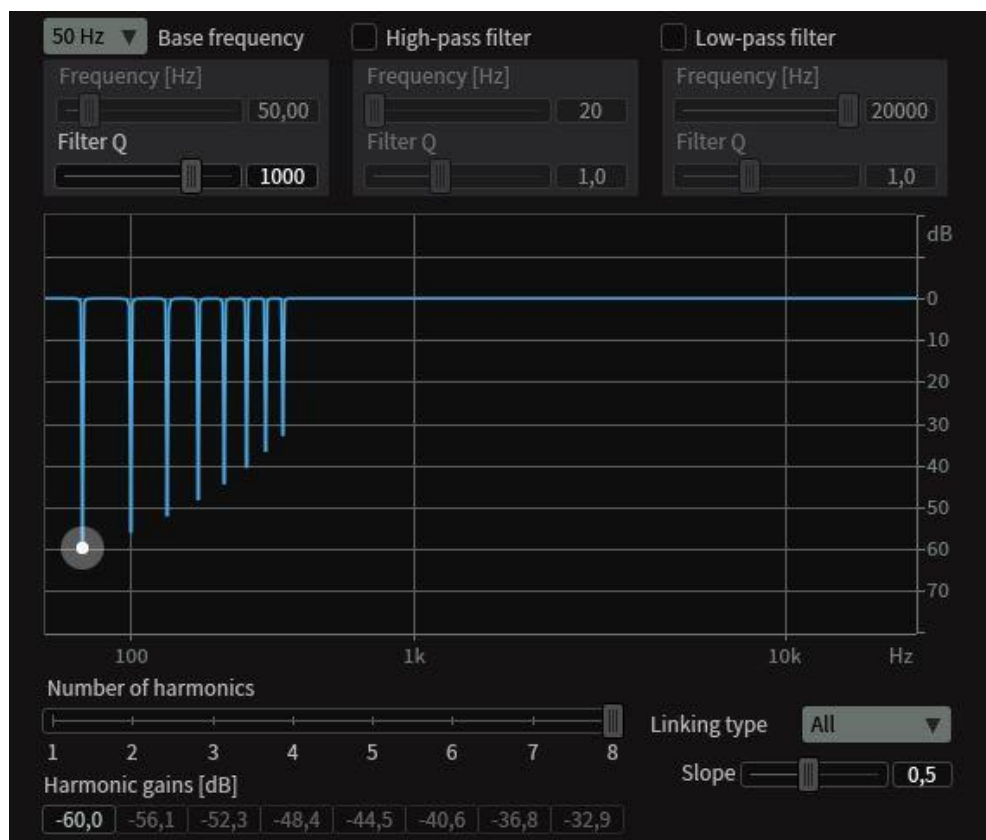 50 Hz ▼ Base frequency High-pass filter Low-pass filter
Frequency [Hz] Frequency [Hz] Frequency [Hz]
50,00 20 20000
Filter Q Filter Q Filter Q
1000 1,0 1,0
dB
0
-10
-20
-30
-40
-50
-60
-70
100 1k 10k Hz
Number of harmonics
Linking type All ▼
1 2 3 4 5 6 7 8
Slope 0,5
Harmonic gains [dB]
-60,0 -56,1 -52,3 -48,4 -44,5 -40,6 -36,8 -32,9